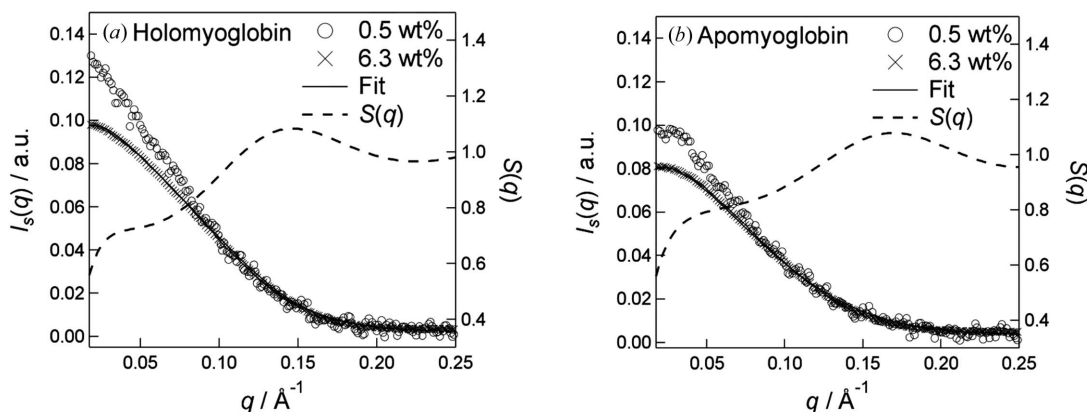 (a) Holomyoglobin
0.5 wt%
6.3 wt%
Fit
S(q)
0.14
0.12
0.10
0.08
0.06
0.04
0.02
0.00
I_s(q) / a.u.
1.4
1.2
1.0
0.8
0.6
0.4
S(q)
0.05 0.10 0.15 0.20 0.25
q / Å⁻¹
(b) Apomyoglobin
0.5 wt%
6.3 wt%
Fit
S(q)
0.14
0.12
0.10
0.08
0.06
0.04
0.02
0.00
I_s(q) / a.u.
1.4
1.2
1.0
0.8
0.6
0.4
S(q)
0.05 0.10 0.15 0.20 0.25
q / Å⁻¹